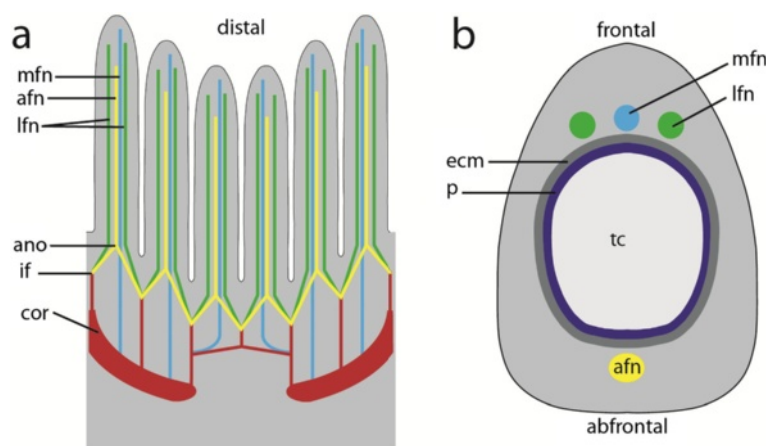 a
distal
mfn
afn
lfn
ano
if
cor
b
frontal
mfn
lfn
ecm
p
tc
afn
abfrontal